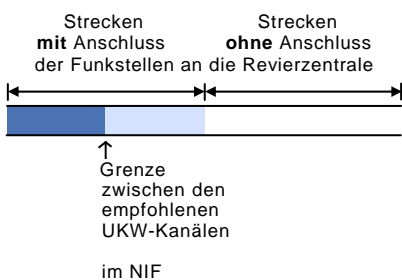 Strecken Strecken
mit Anschluss ohne Anschluss
der Funkstellen an die Revierzentrale
Grenze
zwischen den
empfohlenen
UKW-Kanälen
im NIF